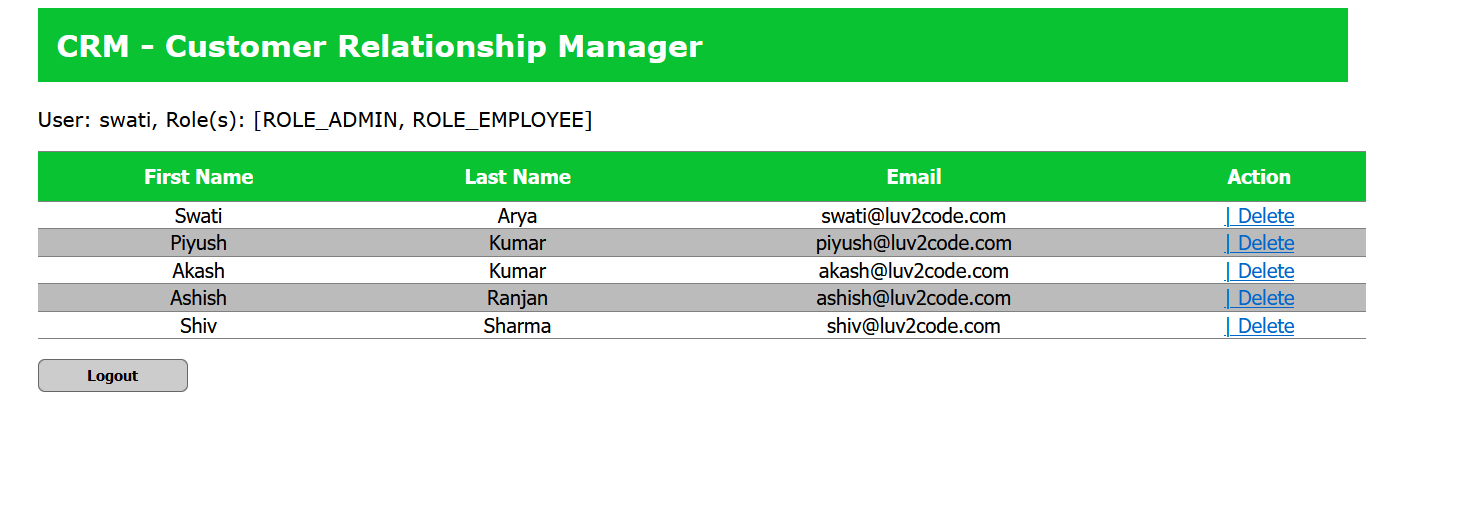 CRM - Customer Relationship Manager
User: swati, Role(s): [ROLE_ADMIN, ROLE_EMPLOYEE]
First Name Last Name Email Action
Swati Arya swati@luv2code.com | Delete
Piyush Kumar piyush@luv2code.com | Delete
Akash Kumar akash@luv2code.com | Delete
Ashish Ranjan ashish@luv2code.com | Delete
Shiv Sharma shiv@luv2code.com | Delete
Logout